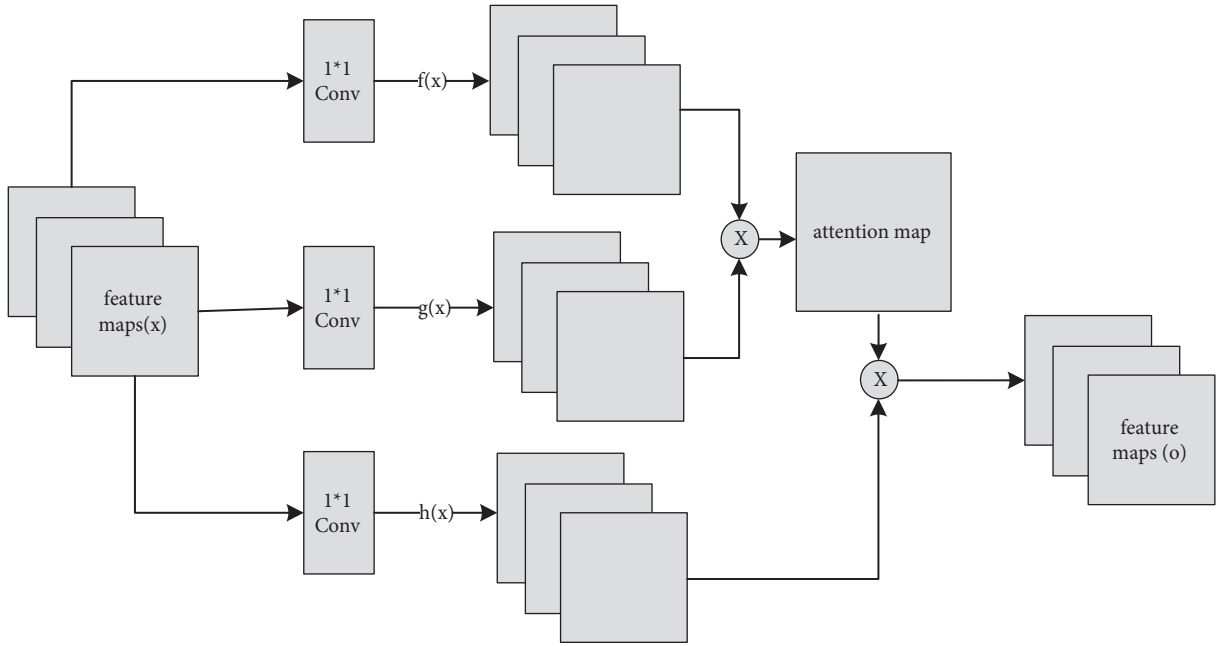 1*1
Conv
f(x)
X
attention map
feature
maps(x)
1*1
Conv
g(x)
X
feature
maps (o)
1*1
Conv
h(x)